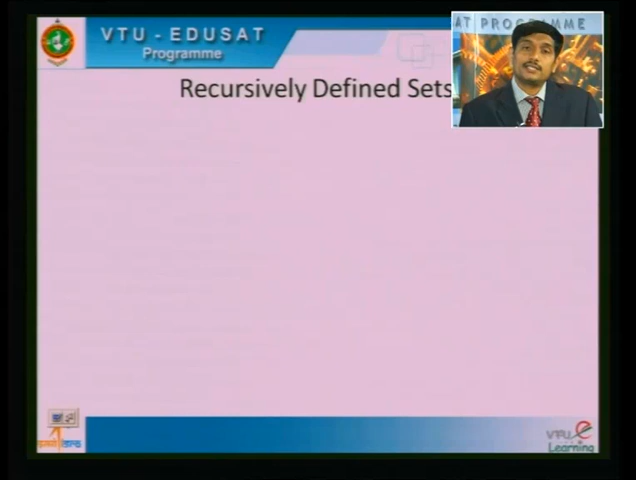 VTU - EDUSAT
Programme
AT PROGRAMME
Recursively Defined Sets
VTU e
Learning